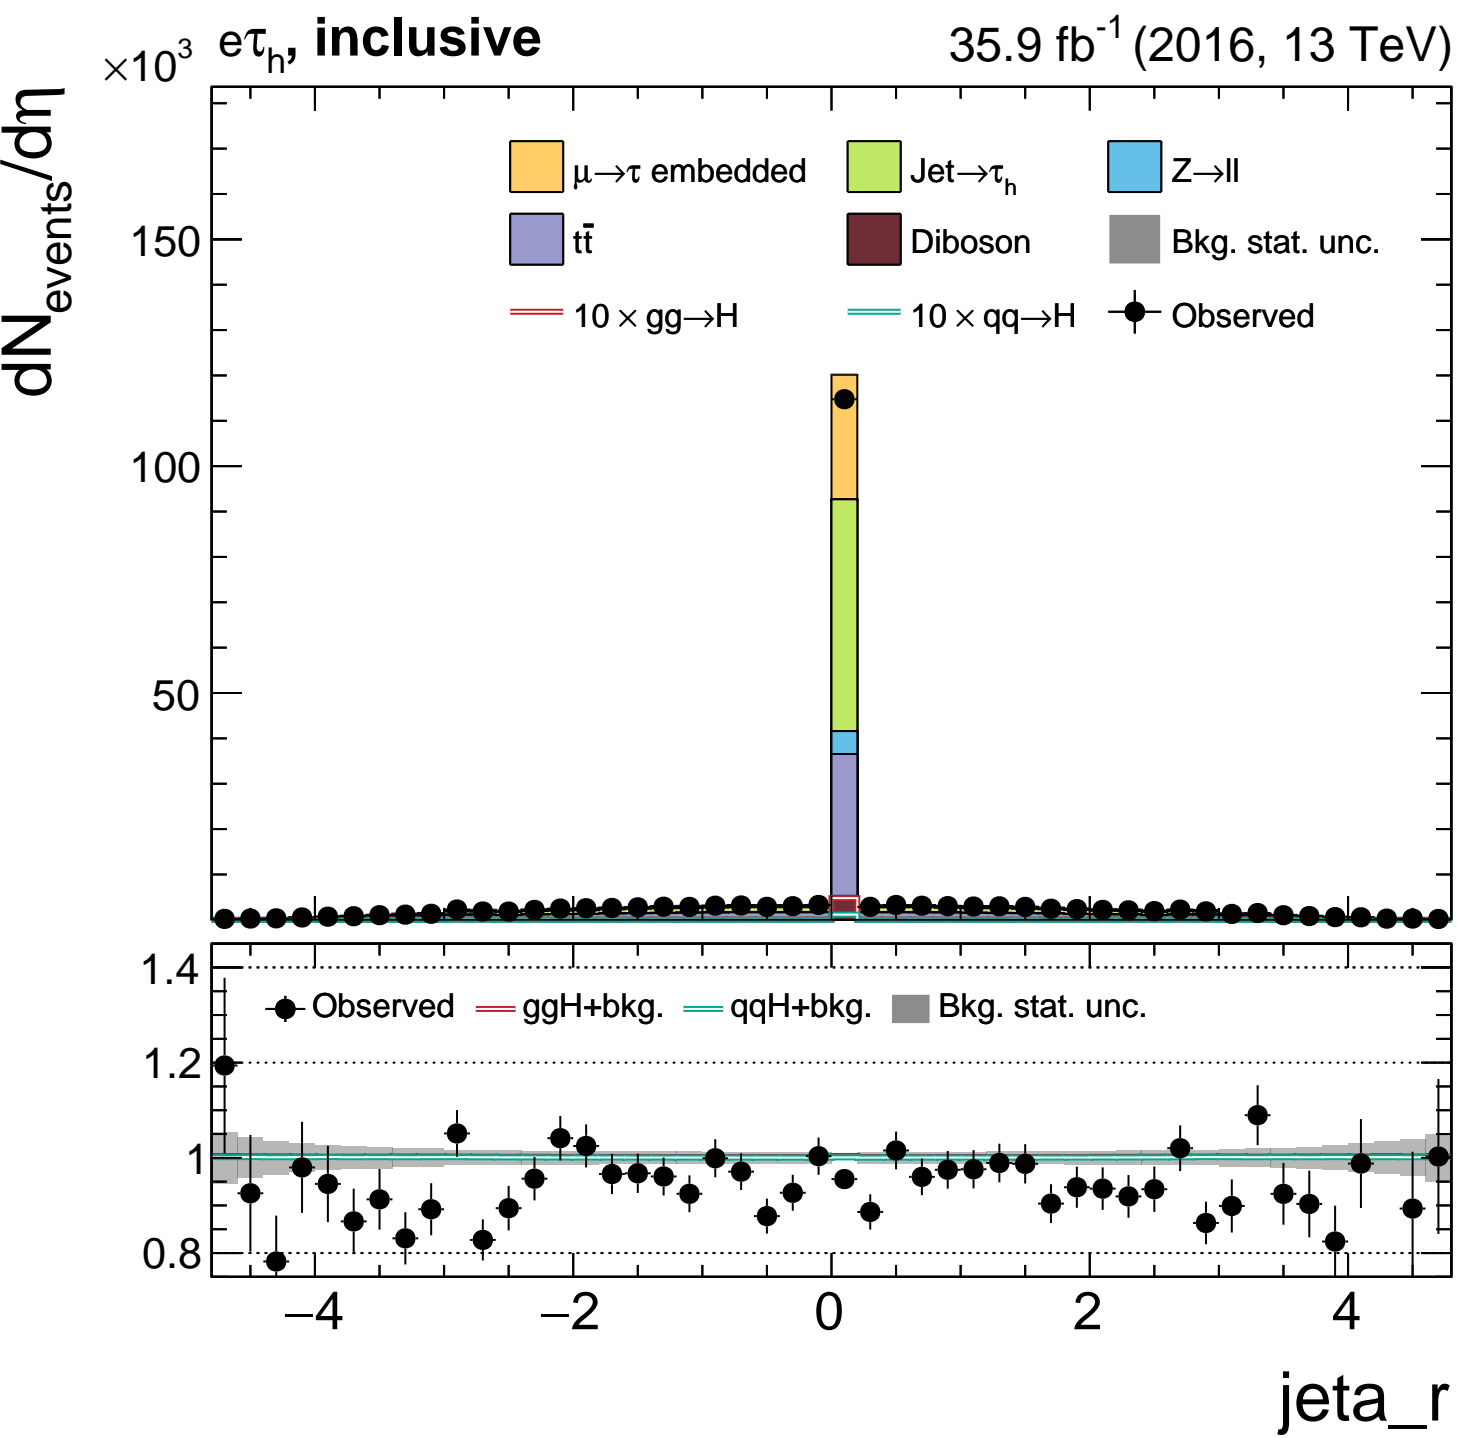 ×10³ eτₕ, inclusive 35.9 fb⁻¹ (2016, 13 TeV)
dN_events/dη
μ→τ embedded Jet→τₕ Z→ll
tt̄ Diboson Bkg. stat. unc.
10 × gg→H 10 × qq→H Observed
150
100
50
1.4
Observed ggH+bkg. qqH+bkg. Bkg. stat. unc.
1.2
1
0.8
−4 −2 0 2 4
jeta_r